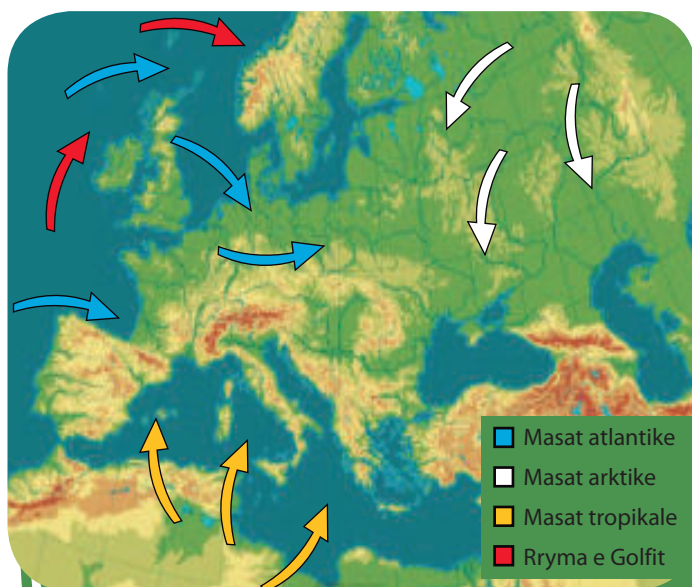 Masat atlantike
Masat arktike
Masat tropikale
Rryma e Golfit